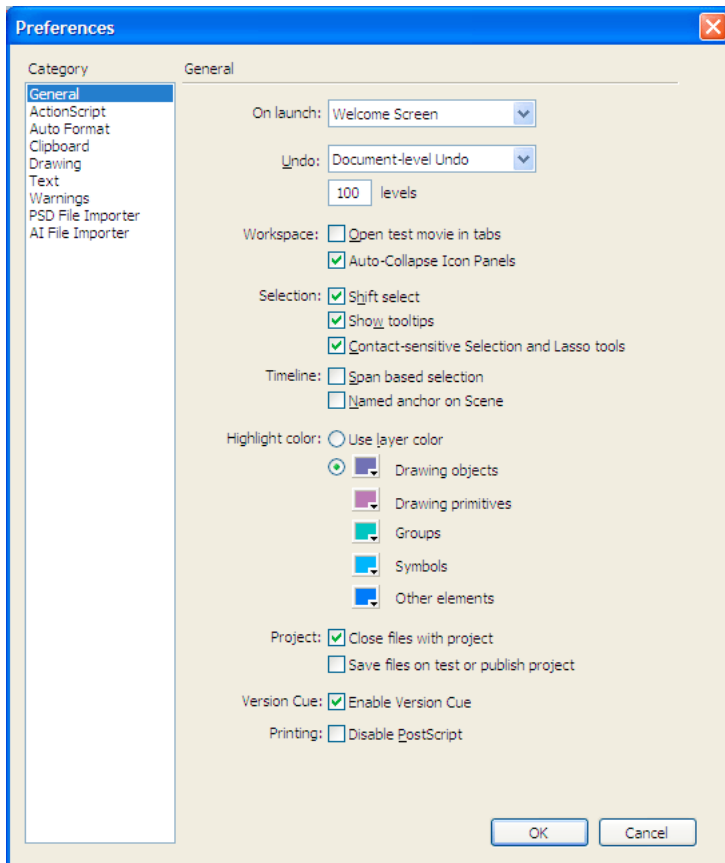 Preferences
Category
General
ActionScript
Auto Format
Clipboard
Drawing
Text
Warnings
PSD File Importer
AI File Importer
General
On launch: Welcome Screen
Undo: Document-level Undo
100 levels
Workspace: Open test movie in tabs
Auto-Collapse Icon Panels
Selection: Shift select
Show tooltips
Contact-sensitive Selection and Lasso tools
Timeline: Span based selection
Named anchor on Scene
Highlight color: Use layer color
Drawing objects
Drawing primitives
Groups
Symbols
Other elements
Project: Close files with project
Save files on test or publish project
Version Cue: Enable Version Cue
Printing: Disable PostScript
OK Cancel